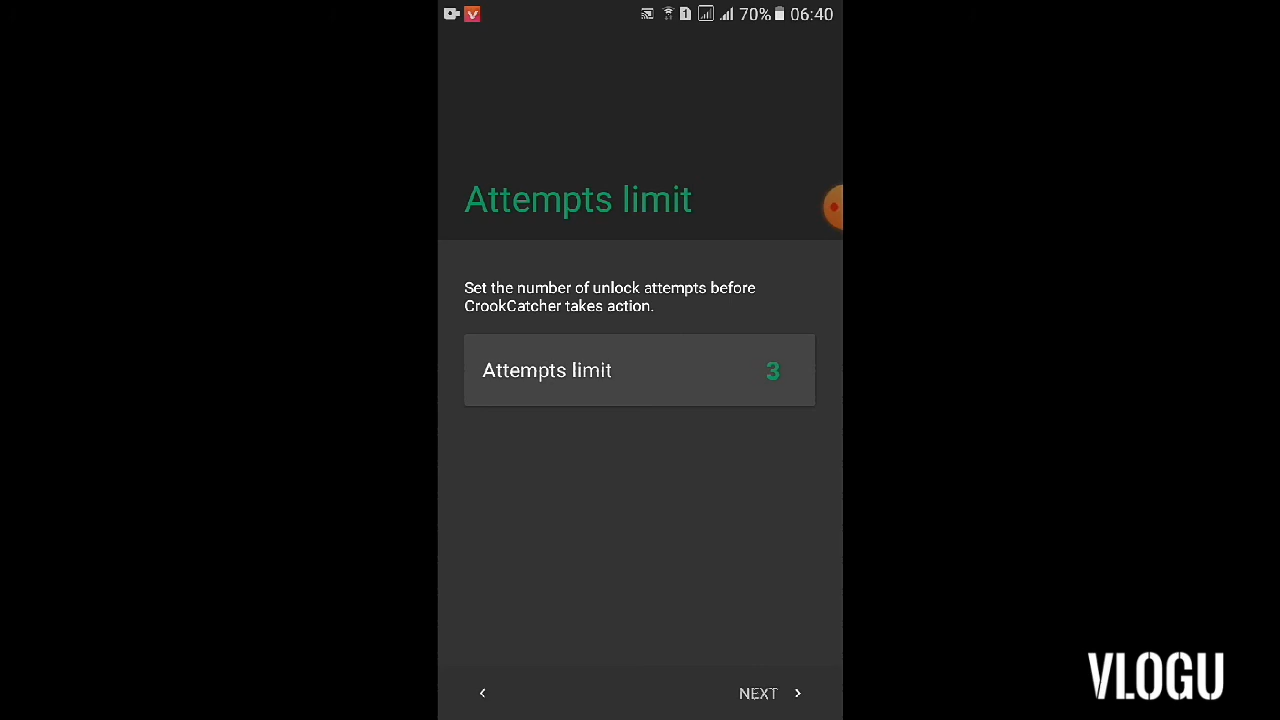 70% 06:40
Attempts limit
Set the number of unlock attempts before
CrookCatcher takes action.
Attempts limit 3
NEXT
VLOGU